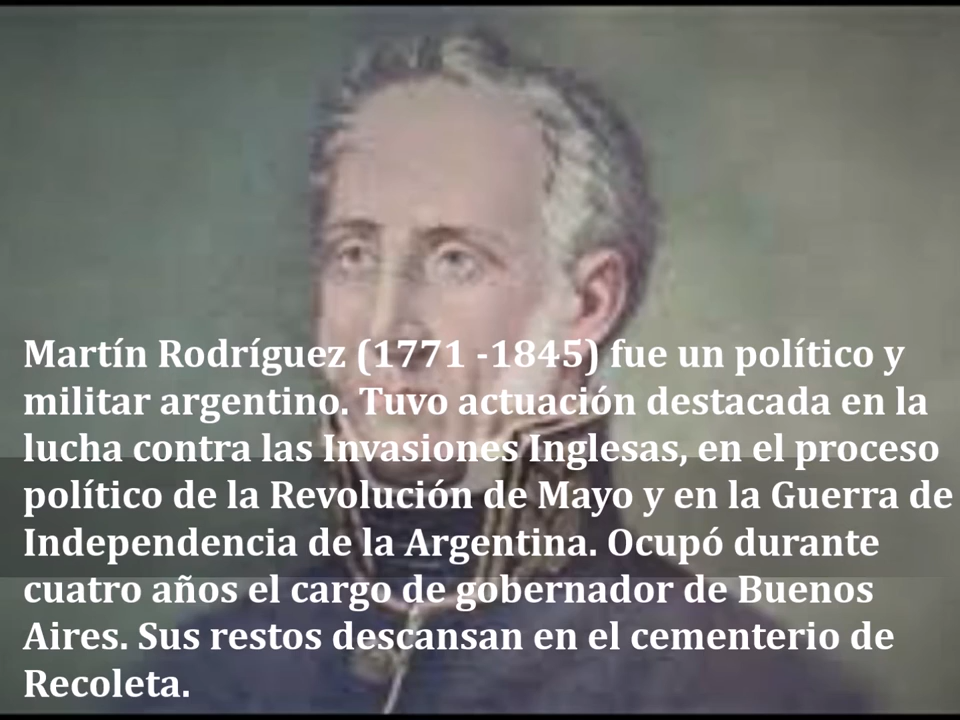 Martín Rodríguez (1771 -1845) fue un político y
militar argentino. Tuvo actuación destacada en la
lucha contra las Invasiones Inglesas, en el proceso
político de la Revolución de Mayo y en la Guerra de
Independencia de la Argentina. Ocupó durante
cuatro años el cargo de gobernador de Buenos
Aires. Sus restos descansan en el cementerio de
Recoleta.